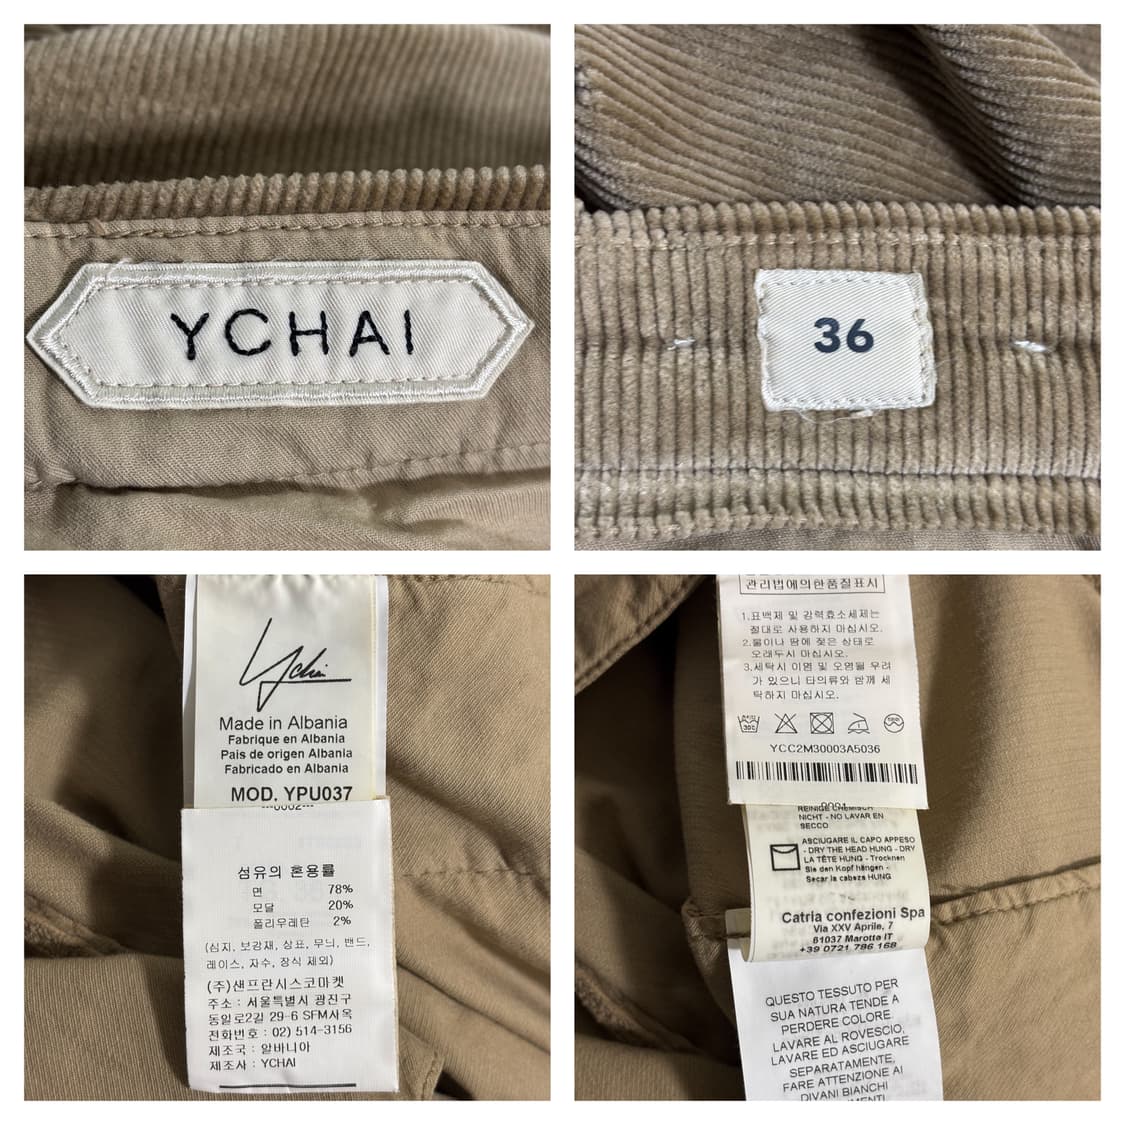 YCHAI
36
Ychai
Made in Albania
Fabrique en Albania
Pais de origen Albania
Fabricado en Albania
MOD. YPU037
---0002---
섬유의 혼용률
면 78%
모달 20%
폴리우레탄 2%
(심지, 보강재, 상표, 무늬, 밴드,
레이스, 자수, 장식 제외)
(주)샌프란시스코마켓
주소 : 서울특별시 광진구
동일로2길 29-6 SFM사옥
전화번호 : 02) 514-3156
제조국 : 알바니아
제조사 : YCHAI
관리법에의한품질표시
1.표백제 및 강력효소세제는
절대로 사용하지 마십시오.
2.물이나 땀에 젖은 상태로
오래두시 마십시오.
3.세탁시 이염 및 오염될 우려
가 있으니 타의류와 함께 세
탁하지 마십시오.
30℃
YCC2M30003A5036
REINIGE CHEMISCH
NICHT - NO LAVAR EN
SECCO
ASCIUGARE IL CAPO APPESO
- DRY THE HEAD HUNG - DRY
LA TÊTE HUNG - Trocknen
Sie den Kopf hängen -
Secar la cabeza HUNG
Catria confezioni Spa
Via XXV Aprile, 7
61037 Marotta IT
+39 0721 786 168
QUESTO TESSUTO PER
SUA NATURA TENDE A
PERDERE COLORE.
LAVARE AL ROVESCIO,
LAVARE ED ASCIUGARE
SEPARATAMENTE,
FARE ATTENZIONE AI
DIVANI BIANCHI